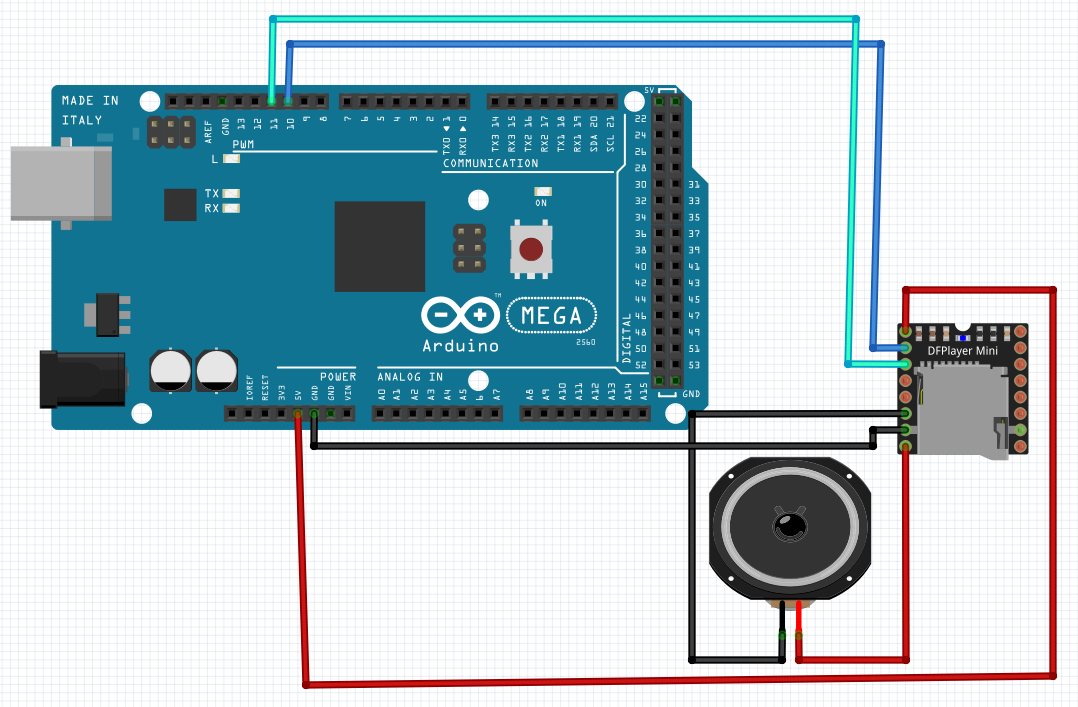 MADE IN
ITALY
AREF
GND
13
12
11
10
9
8
7
6
5
4
3
2
TX0 ◀ 1
RX0 ▶ 0
TX3 14
RX3 15
TX2 16
RX2 17
TX1 18
RX1 19
SDA 20
SCL 21
5V
PWM
COMMUNICATION
L
TX
RX
ON
22
24
26
28
30 31
32 33
34 35
36 37
38 39
40 41
42 43
44 45
46 47
48 49
50 51
52 53
DIGITAL
GND
TM
MEGA
2560
Arduino
POWER
ANALOG IN
IOREF
RESET
3V3
5V
GND
GND
VIN
A0
A1
A2
A3
A4
A5
6
A7
A8
A9
A10
A11
A12
A13
A14
A15
DFPlayer Mini